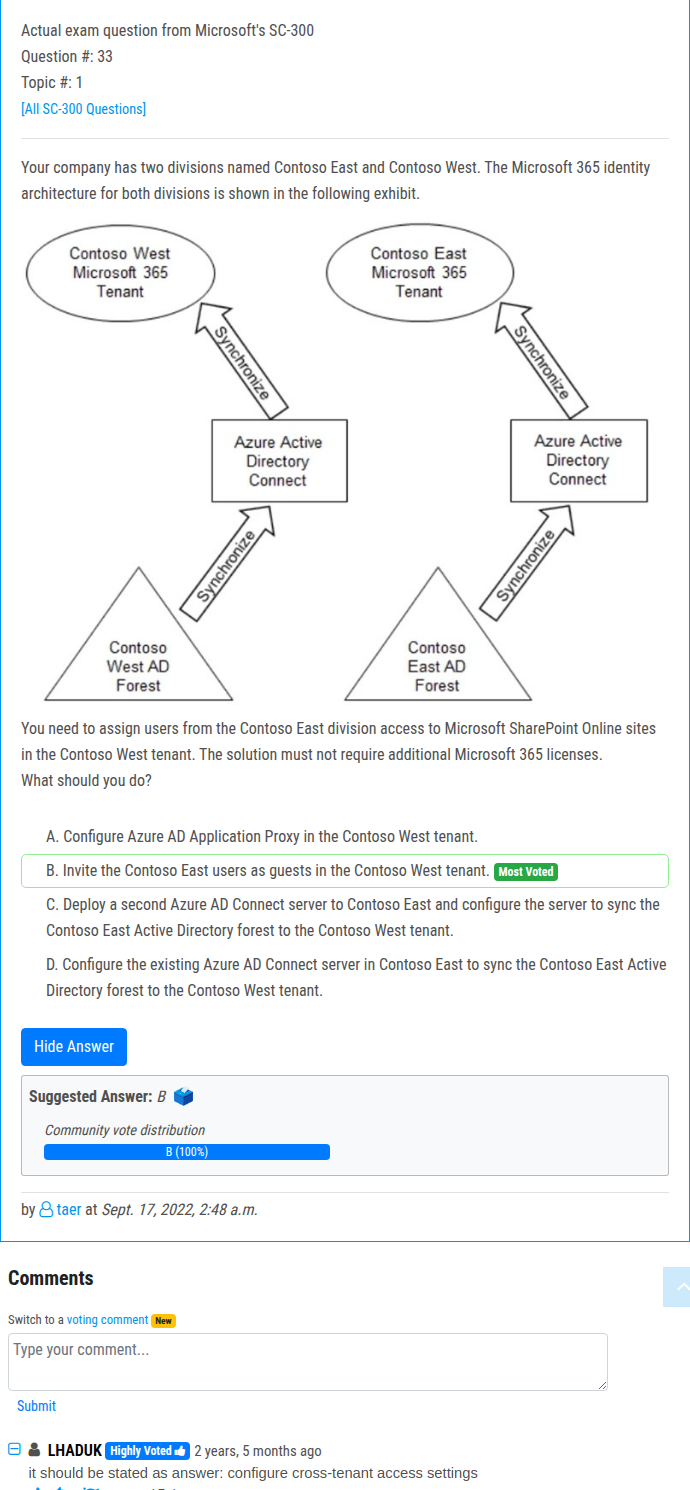 Actual exam question from Microsoft's SC-300
Question #: 33
Topic #: 1
[All SC-300 Questions]
Your company has two divisions named Contoso East and Contoso West. The Microsoft 365 identity
architecture for both divisions is shown in the following exhibit.
Contoso West
Microsoft 365
Tenant
Contoso East
Microsoft 365
Tenant
Synchronize
Synchronize
Azure Active
Directory
Connect
Azure Active
Directory
Connect
Synchronize
Synchronize
Contoso
West AD
Forest
Contoso
East AD
Forest
You need to assign users from the Contoso East division access to Microsoft SharePoint Online sites
in the Contoso West tenant. The solution must not require additional Microsoft 365 licenses.
What should you do?
A. Configure Azure AD Application Proxy in the Contoso West tenant.
B. Invite the Contoso East users as guests in the Contoso West tenant. Most Voted
C. Deploy a second Azure AD Connect server to Contoso East and configure the server to sync the
Contoso East Active Directory forest to the Contoso West tenant.
D. Configure the existing Azure AD Connect server in Contoso East to sync the Contoso East Active
Directory forest to the Contoso West tenant.
Hide Answer
Suggested Answer: B
Community vote distribution
B (100%)
by taer at Sept. 17, 2022, 2:48 a.m.
Comments
Switch to a voting comment New
Type your comment...
Submit
LHADUK Highly Voted 2 years, 5 months ago
it should be stated as answer: configure cross-tenant access settings